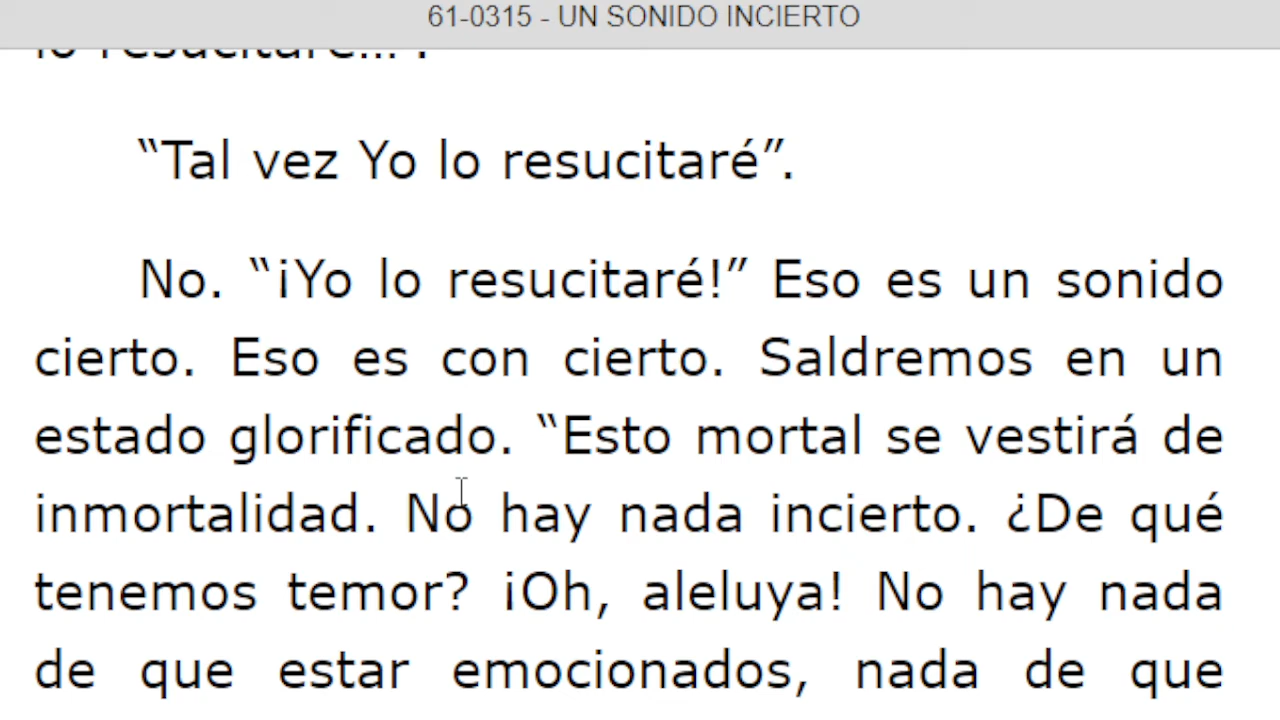 61-0315 - UN SONIDO INCIERTO
lo resucitaré…”.
“Tal vez Yo lo resucitaré”.
No. “¡Yo lo resucitaré!” Eso es un sonido
cierto. Eso es con cierto. Saldremos en un
estado glorificado. “Esto mortal se vestirá de
inmortalidad. No hay nada incierto. ¿De qué
tenemos temor? ¡Oh, aleluya! No hay nada
de que estar emocionados, nada de que